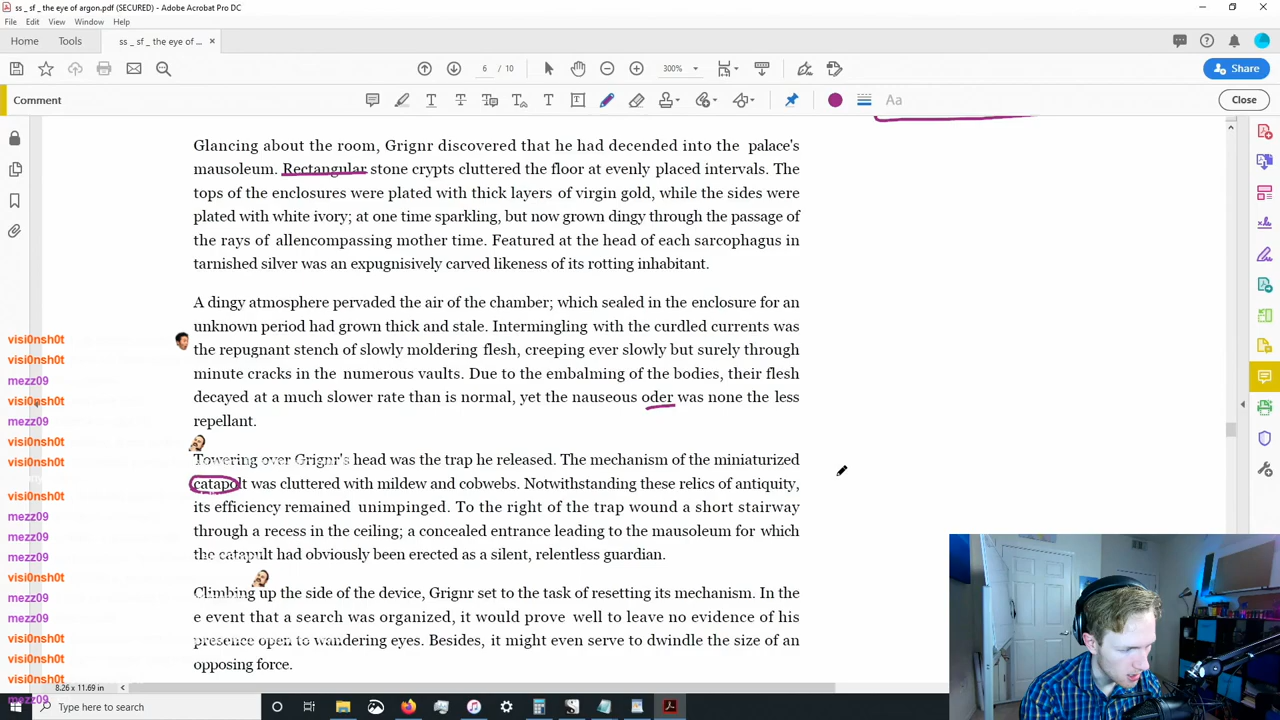 ss _ sf _ the eye of argon.pdf (SECURED) - Adobe Acrobat Pro DC
File Edit View Window Help
Home Tools ss _ sf _ the eye of ar... ×
6 / 10 300% Share
Comment Aa Close
Glancing about the room, Grignr discovered that he had decended into the palace's
mausoleum. Rectangular stone crypts cluttered the floor at evenly placed intervals. The
tops of the enclosures were plated with thick layers of virgin gold, while the sides were
plated with white ivory; at one time sparkling, but now grown dingy through the passage of
the rays of allencompassing mother time. Featured at the head of each sarcophagus in
tarnished silver was an expugnisively carved likeness of its rotting inhabitant.
A dingy atmosphere pervaded the air of the chamber; which sealed in the enclosure for an
unknown period had grown thick and stale. Intermingling with the curdled currents was
the repugnant stench of slowly moldering flesh, creeping ever slowly but surely through
minute cracks in the numerous vaults. Due to the embalming of the bodies, their flesh
decayed at a much slower rate than is normal, yet the nauseous oder was none the less
repellant.
Towering over Grignr's head was the trap he released. The mechanism of the miniaturized
catapolt was cluttered with mildew and cobwebs. Notwithstanding these relics of antiquity,
its efficiency remained unimpinged. To the right of the trap wound a short stairway
through a recess in the ceiling; a concealed entrance leading to the mausoleum for which
the catapult had obviously been erected as a silent, relentless guardian.
Climbing up the side of the device, Grignr set to the task of resetting its mechanism. In the
e event that a search was organized, it would prove well to leave no evidence of his
presence open to wandering eyes. Besides, it might even serve to dwindle the size of an
opposing force.
visi0nsh0t
visi0nsh0t
mezz09
visi0nsh0t
mezz09
visi0nsh0t
visi0nsh0t
visi0nsh0t
mezz09
mezz09
mezz09
visi0nsh0t
mezz09
mezz09
visi0nsh0t
visi0nsh0t
visi0nsh0t
mezz09
8.26 x 11.69 in
Type here to search